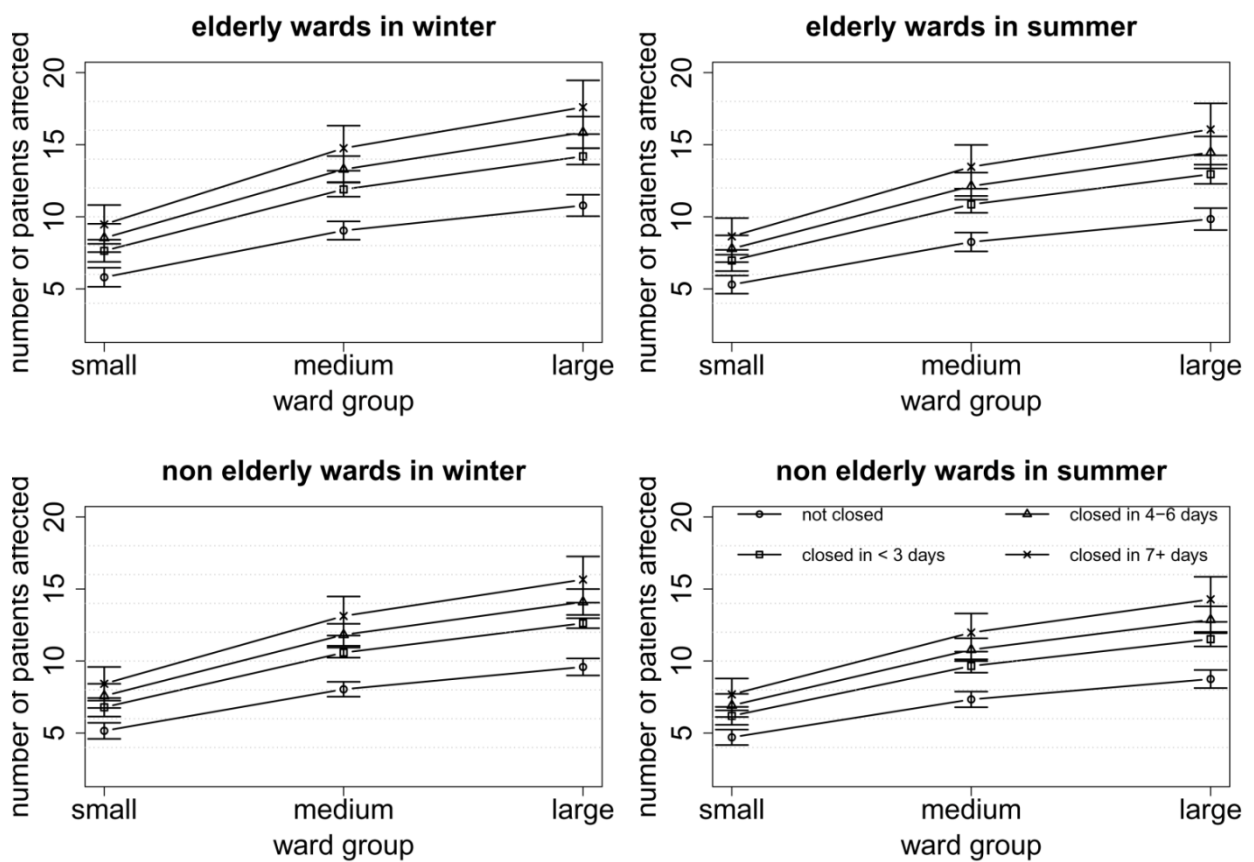 elderly wards in winter
number of patients affected
20
15
10
5
small medium large
ward group
elderly wards in summer
number of patients affected
20
15
10
5
small medium large
ward group
non elderly wards in winter
number of patients affected
20
15
10
5
small medium large
ward group
non elderly wards in summer
number of patients affected
20
15
10
5
not closed
closed in 4−6 days
closed in < 3 days
closed in 7+ days
small medium large
ward group